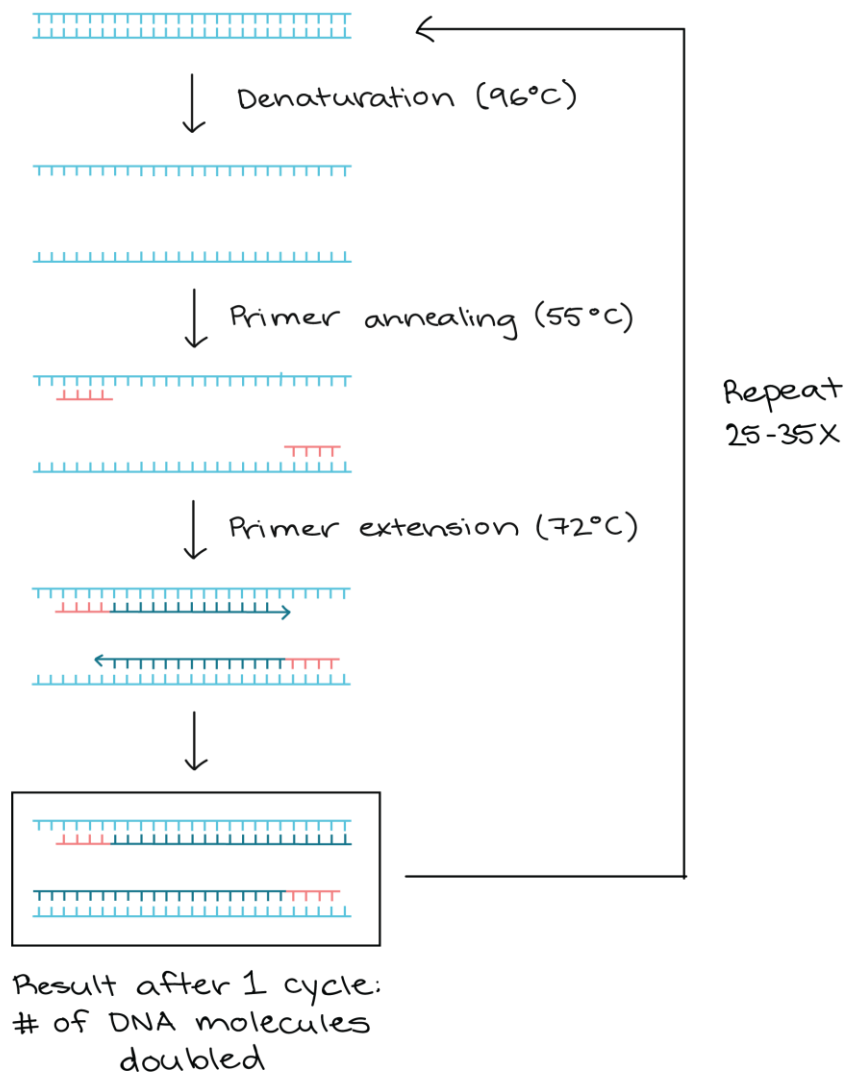 Denaturation (96°C)
Primer annealing (55°C)
Repeat
25-35X
Primer extension (72°C)
Result after 1 cycle:
# of DNA molecules
doubled